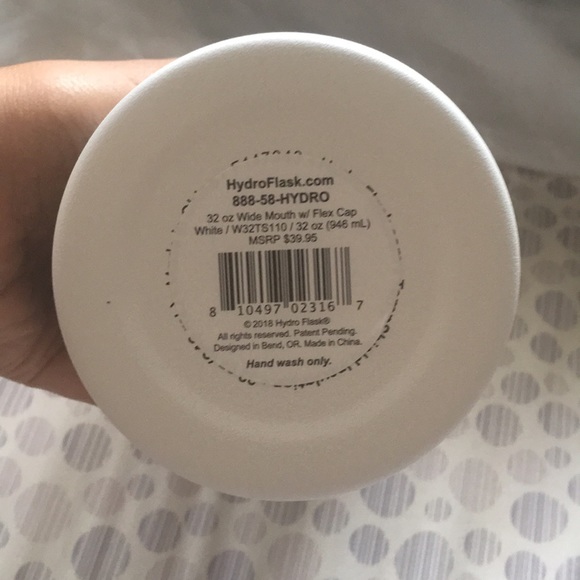 HydroFlask.com
888-58-HYDRO
32 oz Wide Mouth w/ Flex Cap
White / W32TS110 / 32 oz (946 mL)
MSRP $39.95
8 10497 02316 7
© 2018 Hydro Flask®
All rights reserved. Patent Pending.
Designed in Bend, OR. Made in China.
Hand wash only.